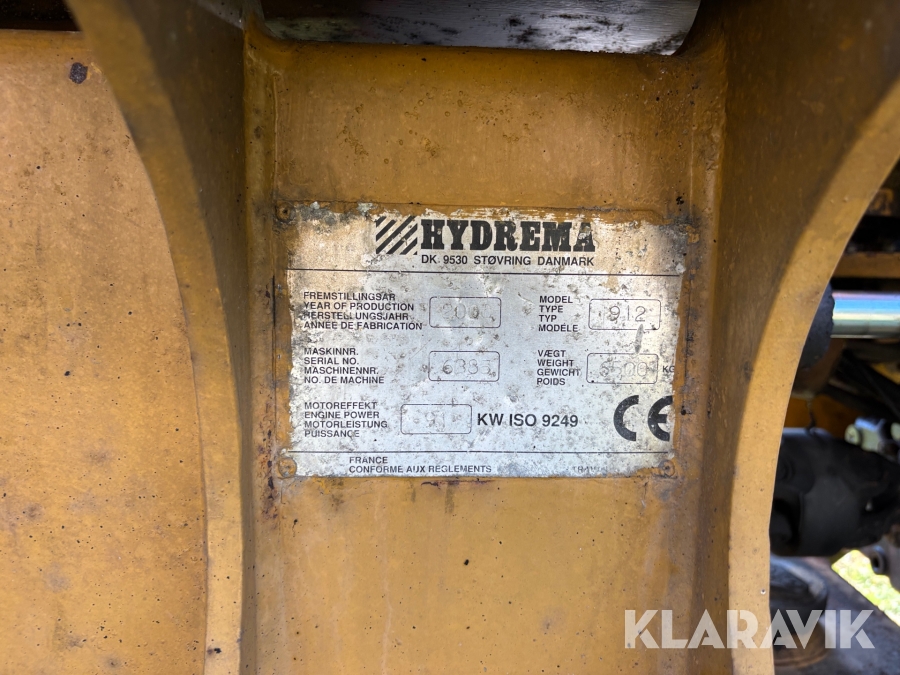 HYDREMA
DK. 9530 STØVRING DANMARK
FREMSTILLINGSÅR
YEAR OF PRODUCTION
HERSTELLUNGSJAHR
ANNEE DE FABRICATION
MODEL
TYPE
TYP
MODELE
912
MASKINNR.
SERIAL NO.
MASCHINENNR.
NO. DE MACHINE
VÆGT
WEIGHT
GEWICHT
POIDS
KG
MOTOREFFEKT
ENGINE POWER
MOTORLEISTUNG
PUISSANCE
91
KW ISO 9249
CE
FRANCE
CONFORME AUX REGLEMENTS
KLARAVIK